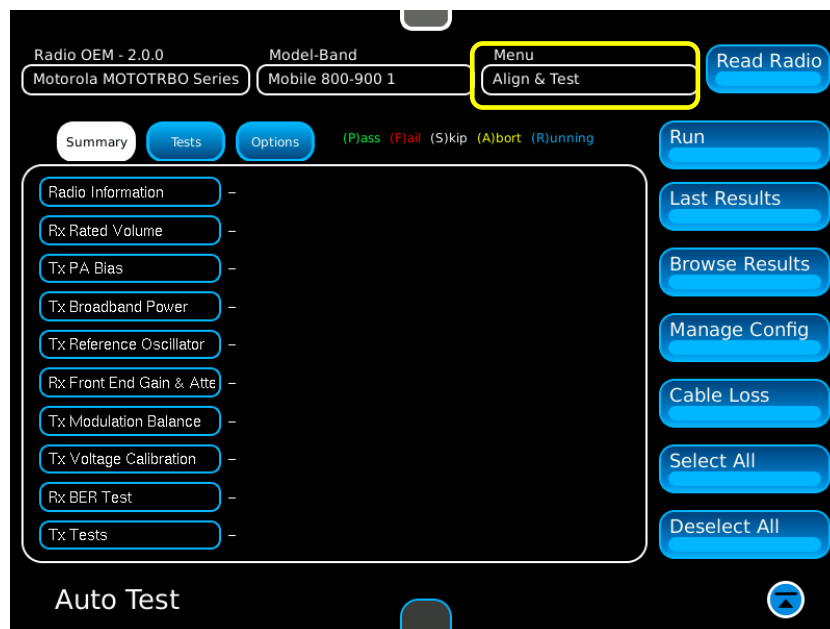 Radio OEM - 2.0.0 Model-Band Menu
Motorola MOTOTRBO Series Mobile 800-900 1 Align & Test
Read Radio
Summary Tests Options (P)ass (F)ail (S)kip (A)bort (R)unning
Run
Radio Information –
Last Results
Rx Rated Volume –
Tx PA Bias –
Browse Results
Tx Broadband Power –
Tx Reference Oscillator –
Manage Config
Rx Front End Gain & Atte –
Cable Loss
Tx Modulation Balance –
Tx Voltage Calibration –
Select All
Rx BER Test –
Tx Tests –
Deselect All
Auto Test